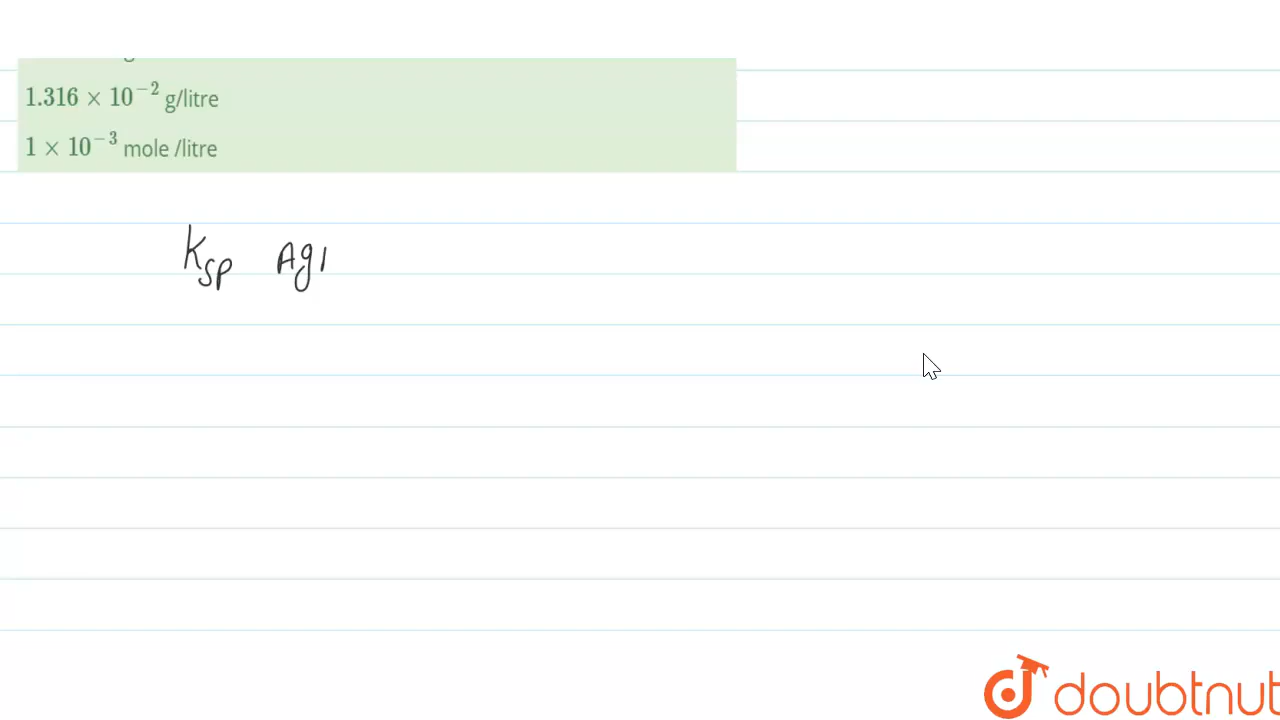 1.316 × 10⁻² g/litre
1 × 10⁻³ mole /litre
Ksp AgI
doubtnut